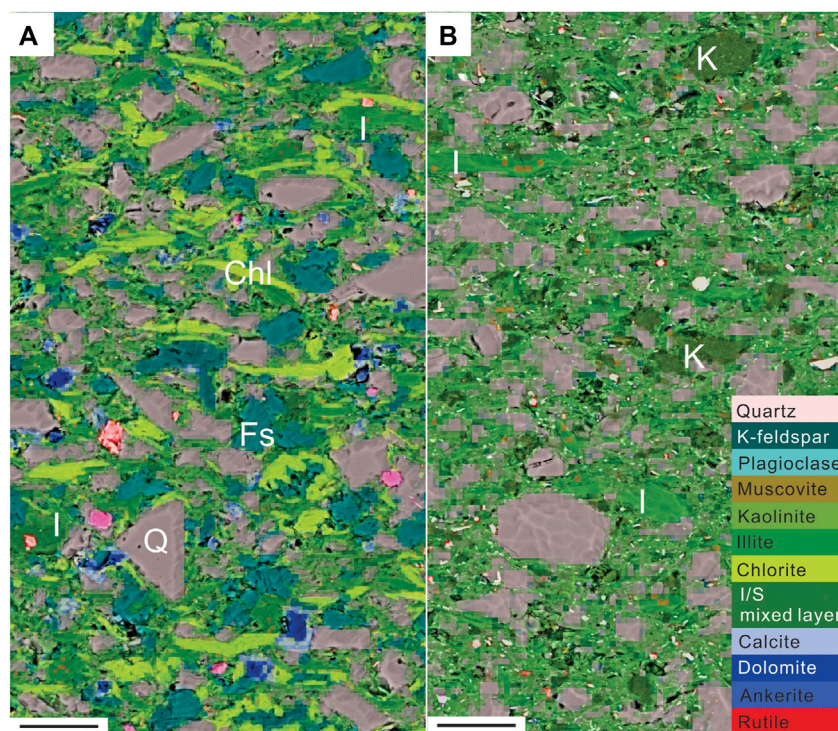 A
B
K
I
I
Chl
K
Fs
I
I
Q
Quartz
K-feldspar
Plagioclase
Muscovite
Kaolinite
Illite
Chlorite
I/S
mixed layer
Calcite
Dolomite
Ankerite
Rutile